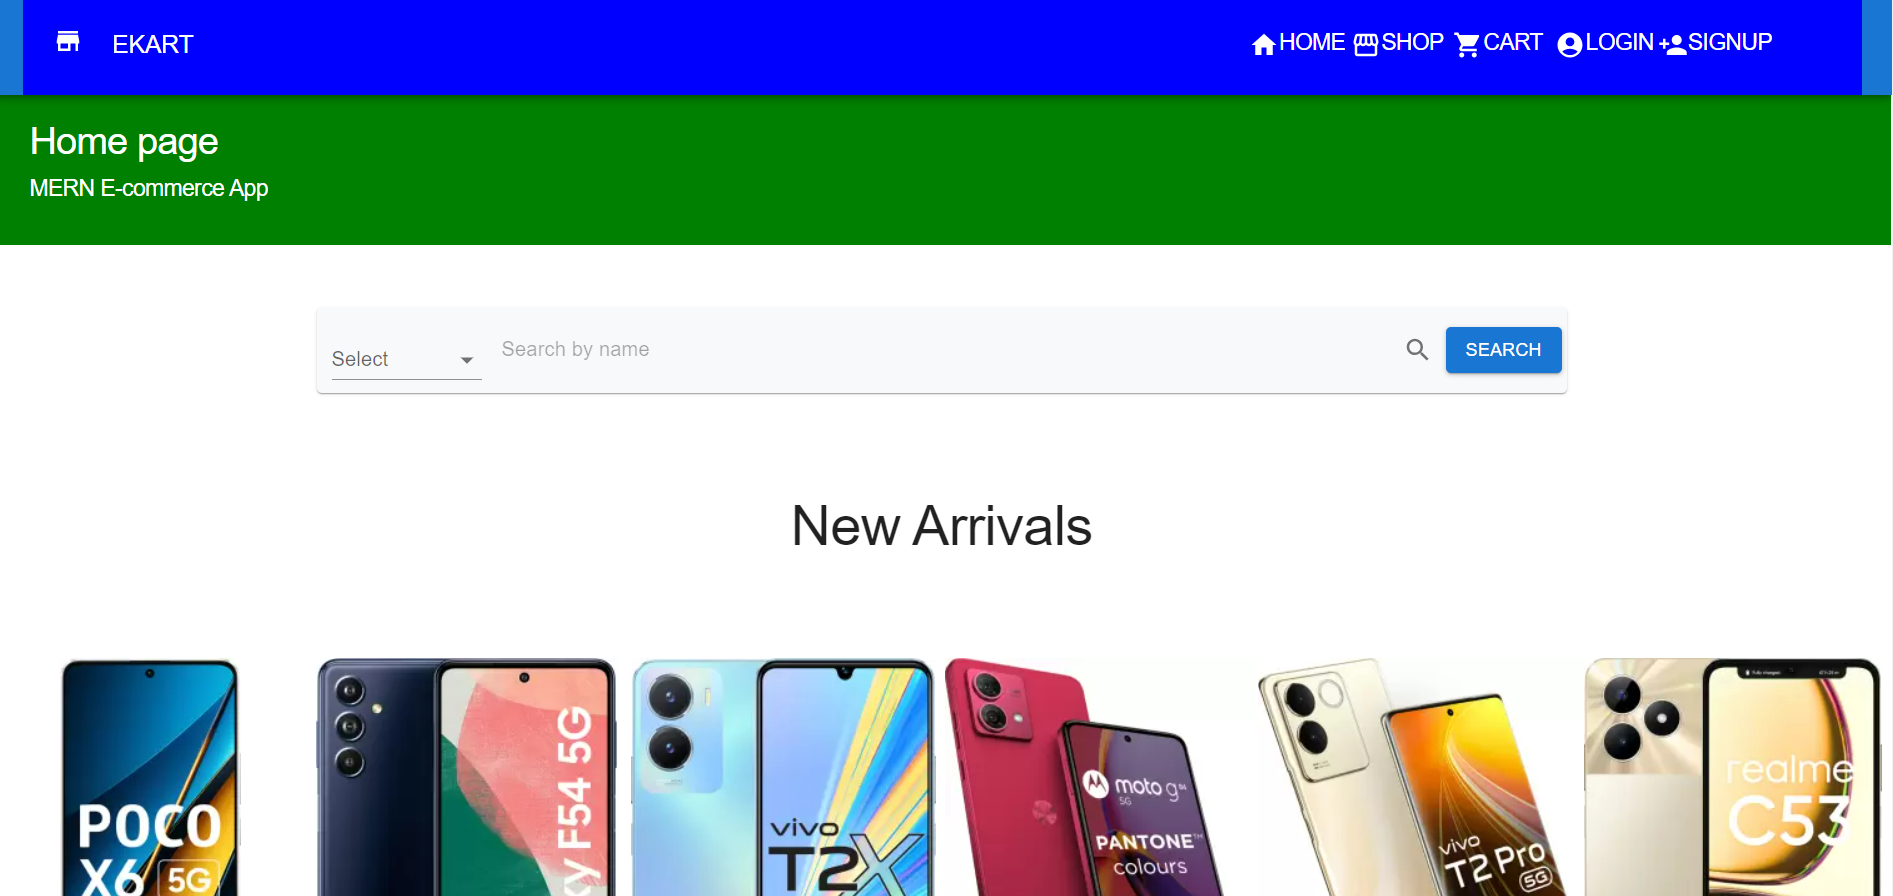 EKART
HOME SHOP CART LOGIN SIGNUP
Home page
MERN E-commerce App
Select
Search by name
SEARCH
New Arrivals
POCO
X6 5G
xy F54 5G
vivo
T2X
moto g84
5G
PANTONE™
colours
vivo
T2 Pro
5G
realme
C53